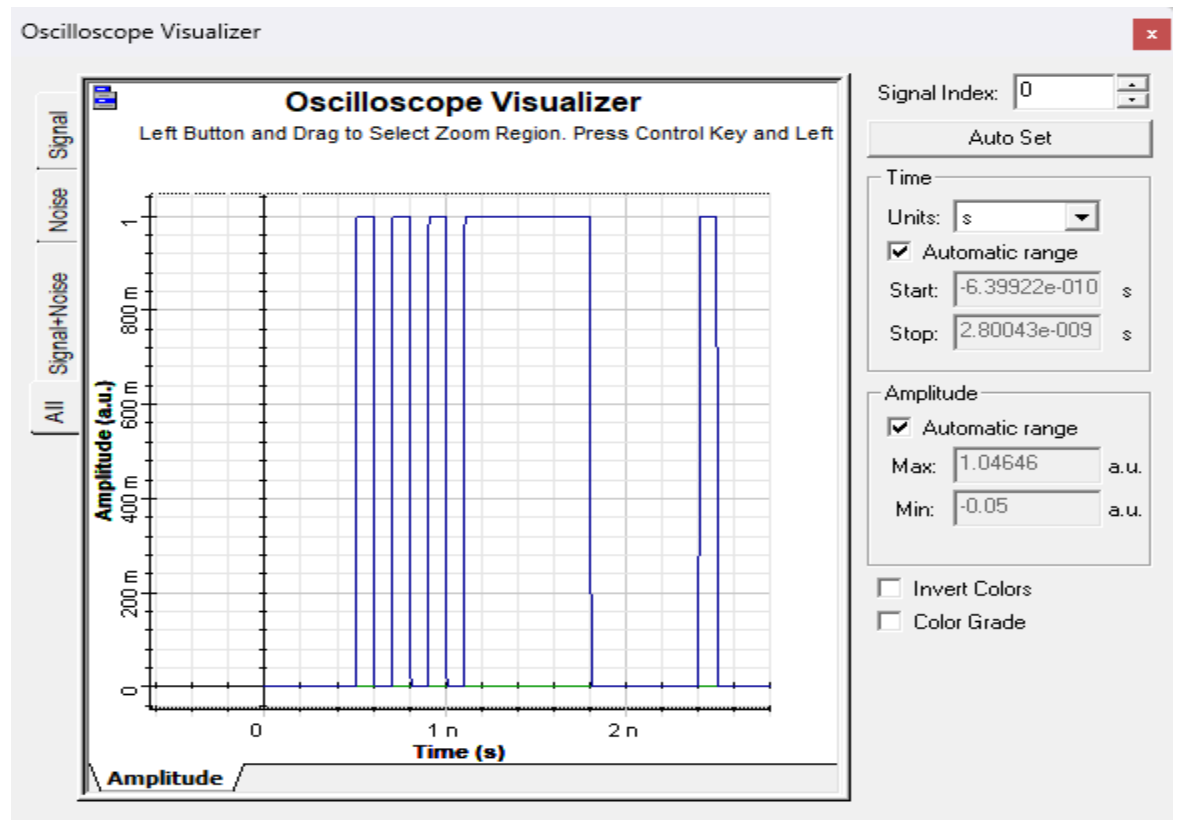 Oscilloscope Visualizer
x
Signal
Noise
Signal+Noise
All
Oscilloscope Visualizer
Left Button and Drag to Select Zoom Region. Press Control Key and Left
Amplitude (a.u.)
1
800 m
600 m
400 m
200 m
0
0 1 n 2 n
Time (s)
Amplitude
Signal Index: 0
Auto Set
Time
Units: s
Automatic range
Start: -6.39922e-010 s
Stop: 2.80043e-009 s
Amplitude
Automatic range
Max: 1.04646 a.u.
Min: -0.05 a.u.
Invert Colors
Color Grade